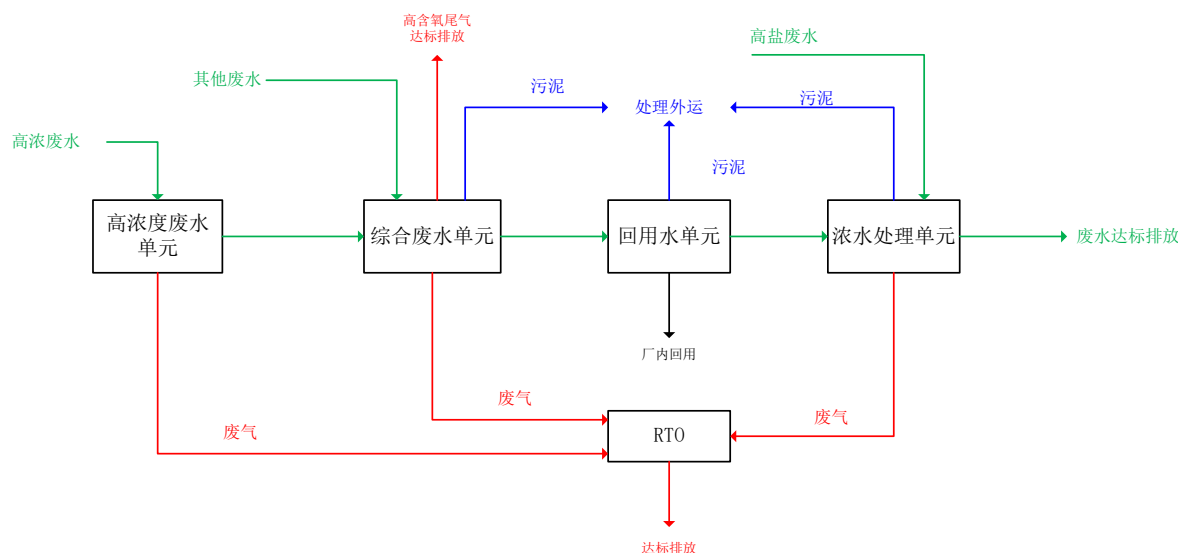 高含氧尾气
达标排放
高盐废水
其他废水
污泥
处理外运
污泥
高浓废水
污泥
高浓度废水
单元
综合废水单元
回用水单元
浓水处理单元
废水达标排放
厂内回用
废气
废气
废气
RTO
达标排放